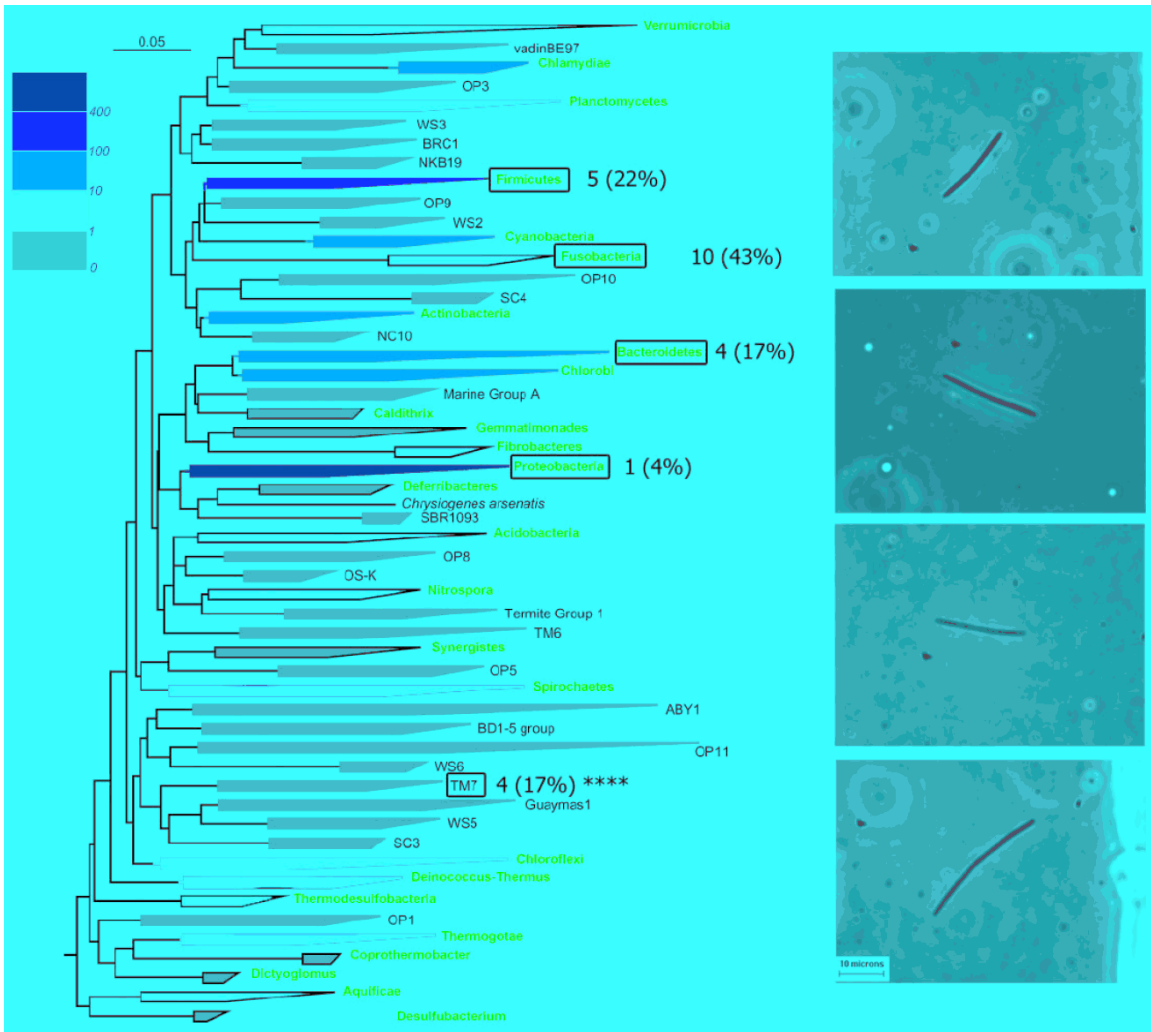 Verrumicrobia
0.05
vadinBE97
Chlamydiae
OP3
Planctomycetes
400
WS3
100
BRC1
NKB19
10
Firmicutes 5 (22%)
OP9
WS2
1
Cyanobacteria
0
Fusobacteria 10 (43%)
OP10
SC4
Actinobacteria
NC10
Bacteroidetes 4 (17%)
Chlorobl
Marine Group A
Caldithrix
Gemmatimonades
Fibrobacteres
Proteobacteria 1 (4%)
Deferribacteres
Chrysiogenes arsenatis
SBR1093
Acidobacteria
OP8
OS-K
Nitrospora
Termite Group 1
TM6
Synergistes
OP5
Spirochaetes
ABY1
BD1-5 group
OP11
WS6
TM7 4 (17%) ****
Guaymas1
WS5
SC3
Chloroflexi
Deinococcus-Thermus
Thermodesulfobacteria
OP1
Thermogotae
Coprothermobacter
Dictyoglomus
Aquificae
Desulfubacterium
10 microns